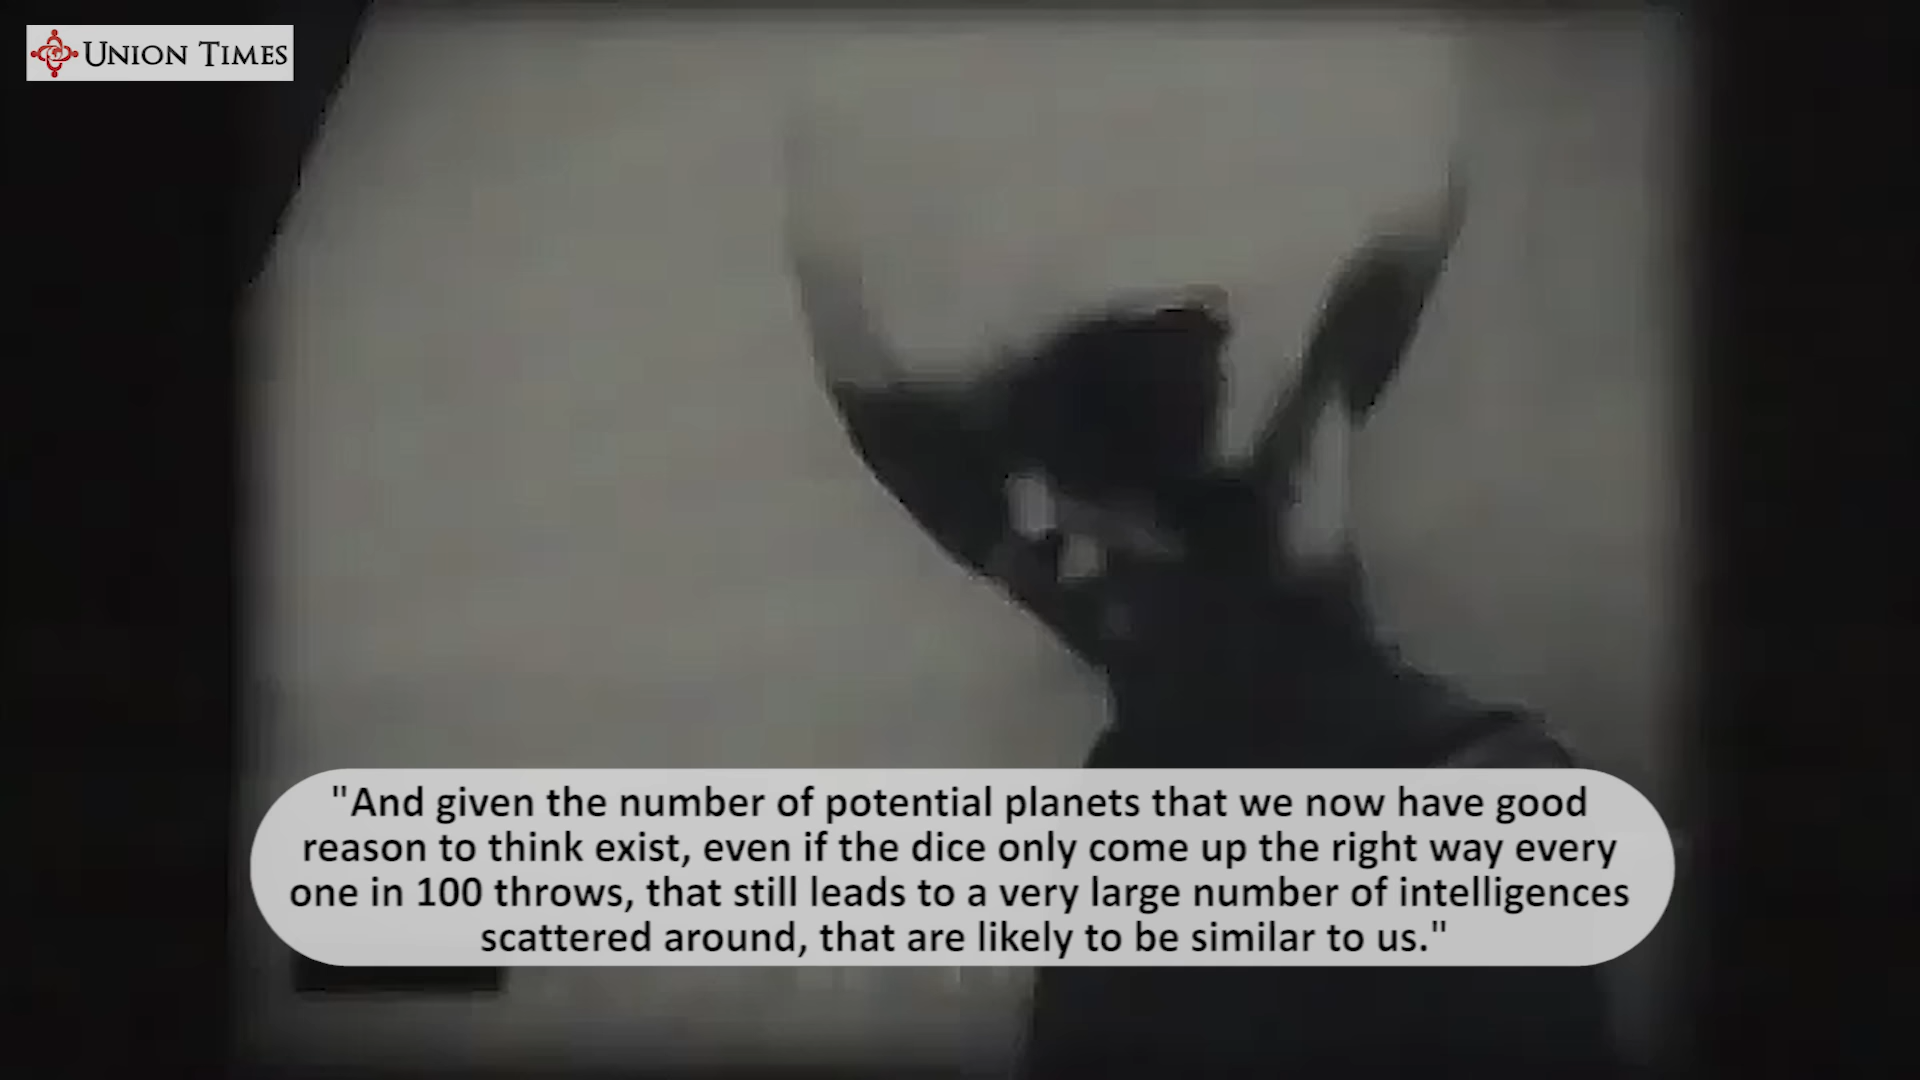 UNION TIMES
"And given the number of potential planets that we now have good
reason to think exist, even if the dice only come up the right way every
one in 100 throws, that still leads to a very large number of intelligences
scattered around, that are likely to be similar to us."